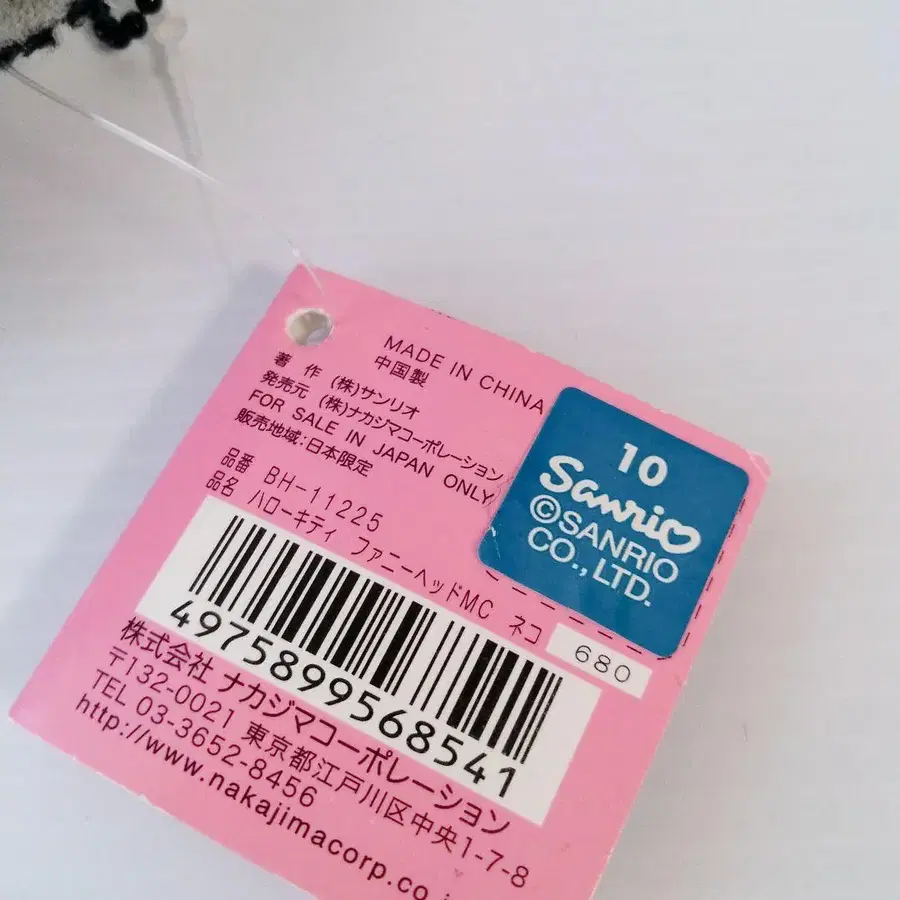 MADE IN CHINA
中国製
著 作 (株)サンリオ
発売元 (株)ナカジマコーポレーション
FOR SALE IN JAPAN ONLY
販売地域:日本限定
品番 BH-11225
品名 ハローキティ ファニーヘッドMC ネコ
10
Sanrio
©SANRIO
CO., LTD.
680
4975899568541
株式会社 ナカジマコーポレーション
〒132-0021 東京都江戸川区中央1-7-8
TEL 03-3652-8456
http://www.nakajimacorp.co.j